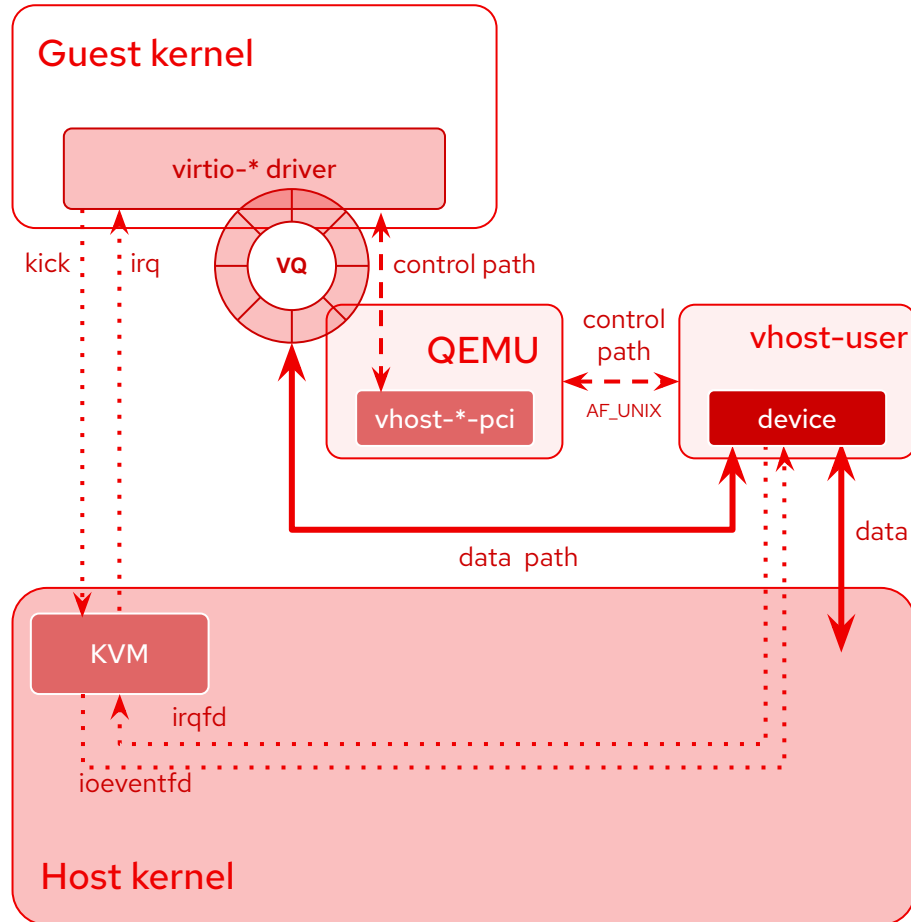 Guest kernel
virtio-* driver
kick
irq
VQ
control path
control
path
QEMU
vhost-user
AF_UNIX
vhost-*-pci
device
data
data path
KVM
irqfd
ioeventfd
Host kernel